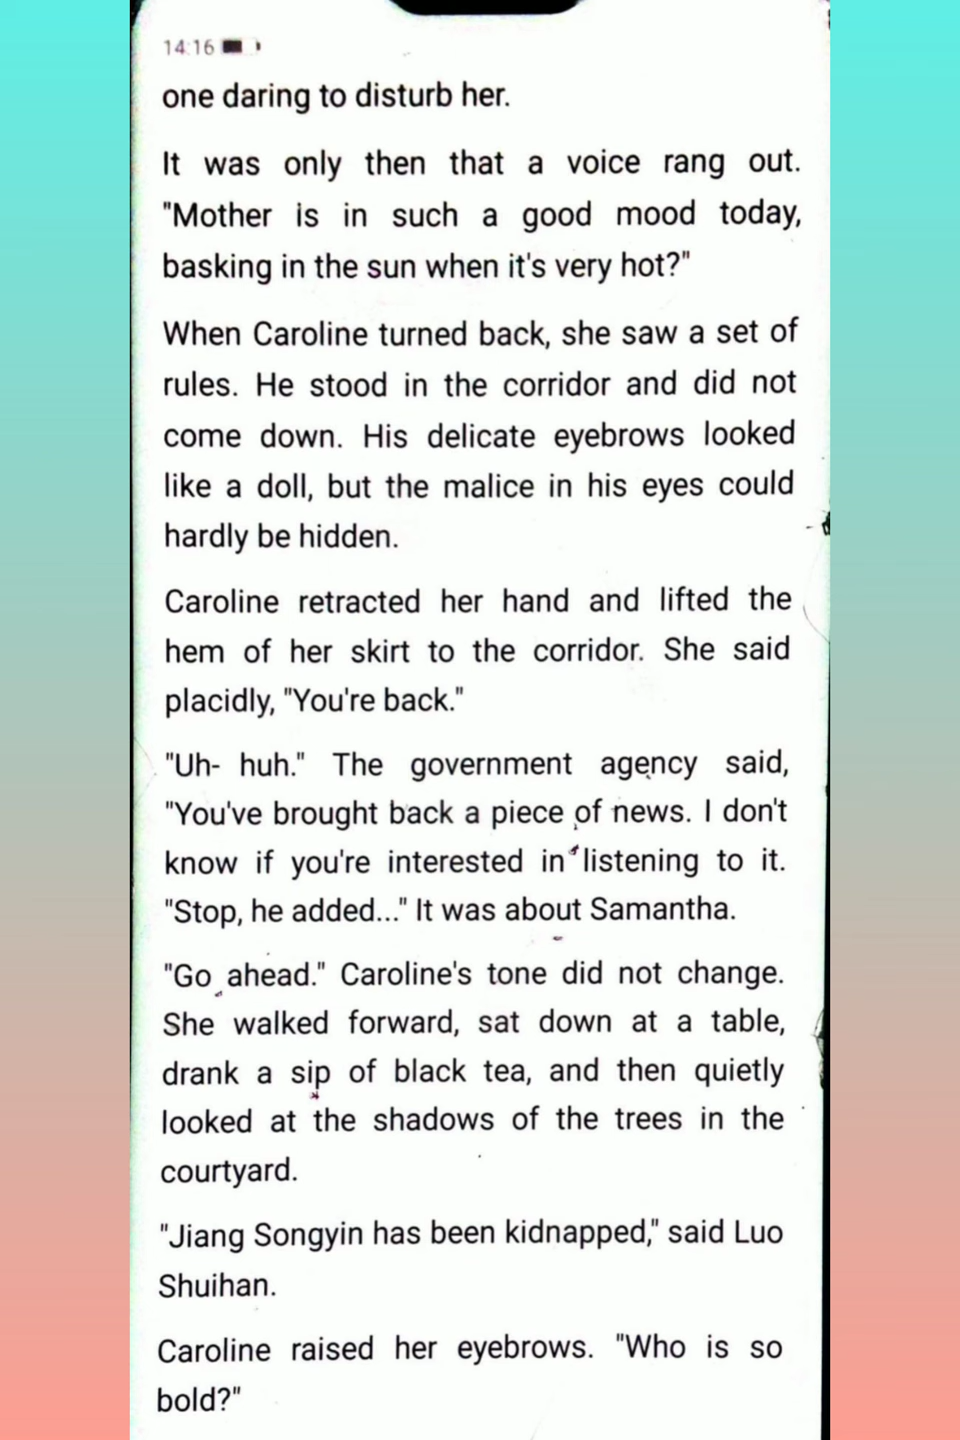 14:16
one daring to disturb her.
It was only then that a voice rang out.
"Mother is in such a good mood today,
basking in the sun when it's very hot?"
When Caroline turned back, she saw a set of
rules. He stood in the corridor and did not
come down. His delicate eyebrows looked
like a doll, but the malice in his eyes could
hardly be hidden.
Caroline retracted her hand and lifted the
hem of her skirt to the corridor. She said
placidly, "You're back."
"Uh- huh." The government agency said,
"You've brought back a piece of news. I don't
know if you're interested in listening to it.
"Stop, he added..." It was about Samantha.
"Go ahead." Caroline's tone did not change.
She walked forward, sat down at a table,
drank a sip of black tea, and then quietly
looked at the shadows of the trees in the
courtyard.
"Jiang Songyin has been kidnapped," said Luo
Shuihan.
Caroline raised her eyebrows. "Who is so
bold?"